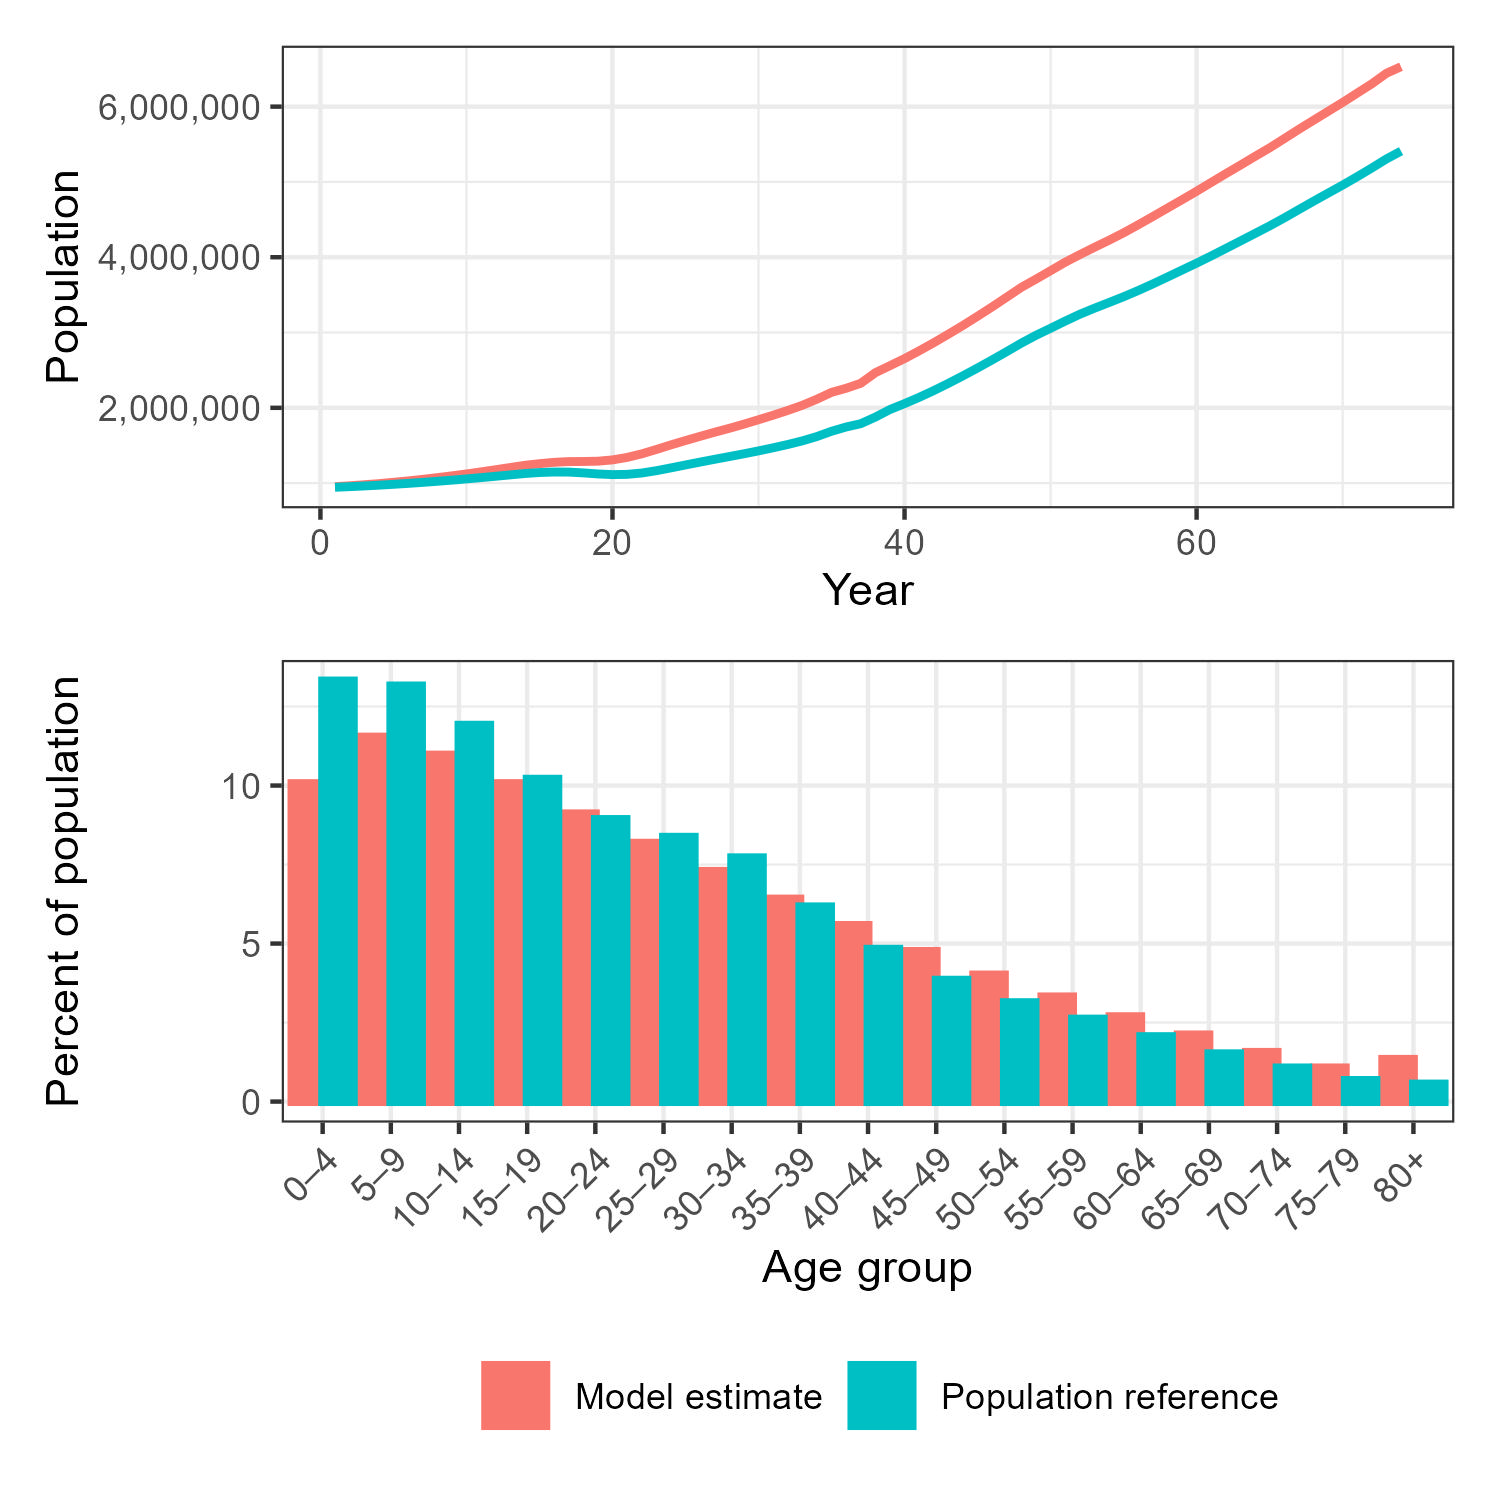 Population
6,000,000
4,000,000
2,000,000
0 20 40 60
Year
Percent of population
10
5
0
0–4 5–9 10–14 15–19 20–24 25–29 30–34 35–39 40–44 45–49 50–54 55–59 60–64 65–69 70–74 75–79 80+
Age group
Model estimate Population reference